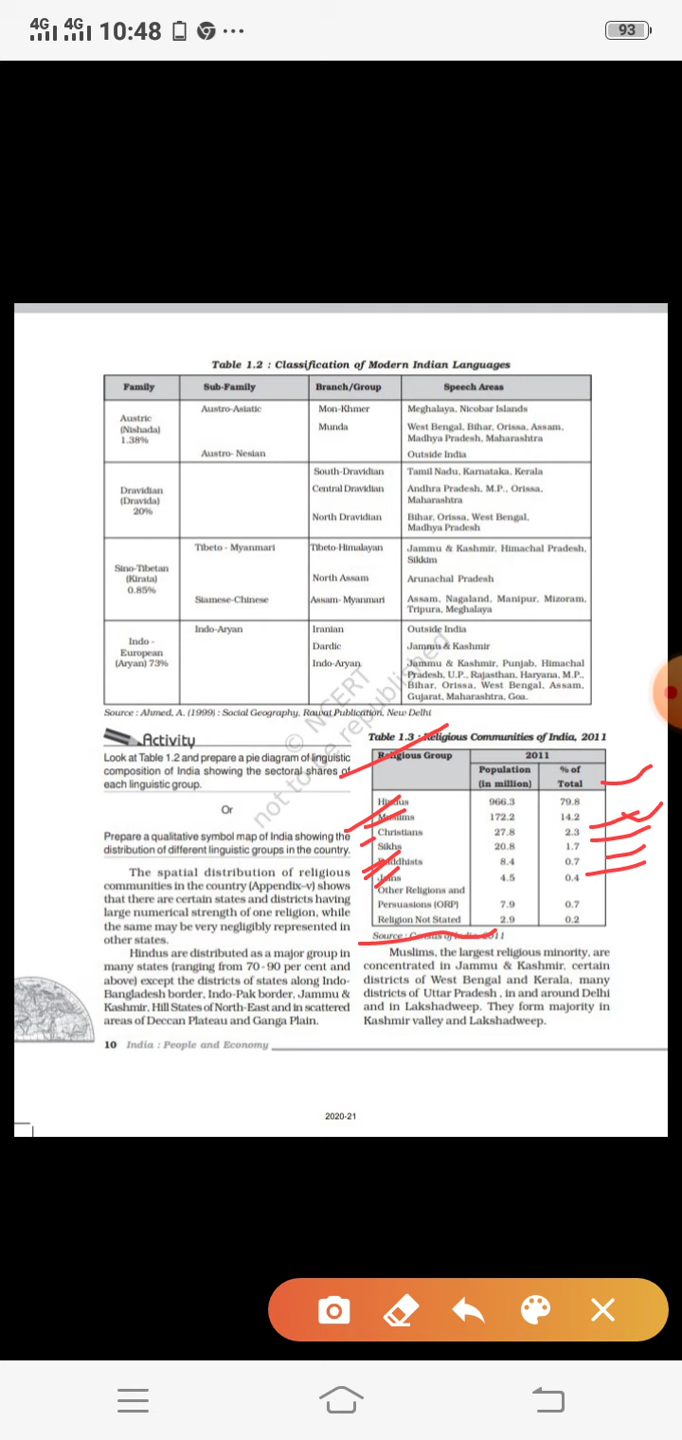 4G 4G 10:48 ... 93
Table 1.2 : Classification of Modern Indian Languages
Family Sub-Family Branch/Group Speech Areas
Austric
(Nishada)
1.38%
Austro-Asiatic Mon-Khmer Meghalaya, Nicobar Islands
Munda West Bengal, Bihar, Orissa, Assam,
Madhya Pradesh, Maharashtra
Austro- Nesian Outside India
Dravidian
(Dravida)
20%
South-Dravidian Tamil Nadu, Karnataka, Kerala
Central Dravidian Andhra Pradesh, M.P., Orissa,
Maharashtra
North Dravidian Bihar, Orissa, West Bengal,
Madhya Pradesh
Sino-Tibetan
(Kirata)
0.85%
Tibeto - Myanmari Tibeto-Himalayan Jammu & Kashmir, Himachal Pradesh,
Sikkim
North Assam Arunachal Pradesh
Siamese-Chinese Assam- Myanmari Assam, Nagaland, Manipur, Mizoram,
Tripura, Meghalaya
Indo -
European
(Aryan) 73%
Indo-Aryan Iranian Outside India
Dardic Jammu & Kashmir
Indo-Aryan Jammu & Kashmir, Punjab, Himachal
Pradesh, U.P., Rajasthan, Haryana, M.P.,
Bihar, Orissa, West Bengal, Assam,
Gujarat, Maharashtra, Goa.
Source : Ahmed, A. (1999) : Social Geography, Rawat Publication, New Delhi
© NCERT
not to be republished
Activity
Look at Table 1.2 and prepare a pie diagram of linguistic
composition of India showing the sectoral shares of
each linguistic group.
Or
Prepare a qualitative symbol map of India showing the
distribution of different linguistic groups in the country.
The spatial distribution of religious
communities in the country (Appendix–v) shows
that there are certain states and districts having
large numerical strength of one religion, while
the same may be very negligibly represented in
other states.
Hindus are distributed as a major group in
many states (ranging from 70 - 90 per cent and
above) except the districts of states along Indo-
Bangladesh border, Indo-Pak border, Jammu &
Kashmir, Hill States of North-East and in scattered
areas of Deccan Plateau and Ganga Plain.
Table 1.3 : Religious Communities of India, 2011
Religious Group 2011
Population % of
(in million) Total
Hindus 966.3 79.8
Muslims 172.2 14.2
Christians 27.8 2.3
Sikhs 20.8 1.7
Buddhists 8.4 0.7
Jains 4.5 0.4
Other Religions and
Persuasions (ORP) 7.9 0.7
Religion Not Stated 2.9 0.2
Source : Census of India, 2011
Muslims, the largest religious minority, are
concentrated in Jammu & Kashmir, certain
districts of West Bengal and Kerala, many
districts of Uttar Pradesh , in and around Delhi
and in Lakshadweep. They form majority in
Kashmir valley and Lakshadweep.
10 India : People and Economy
2020-21